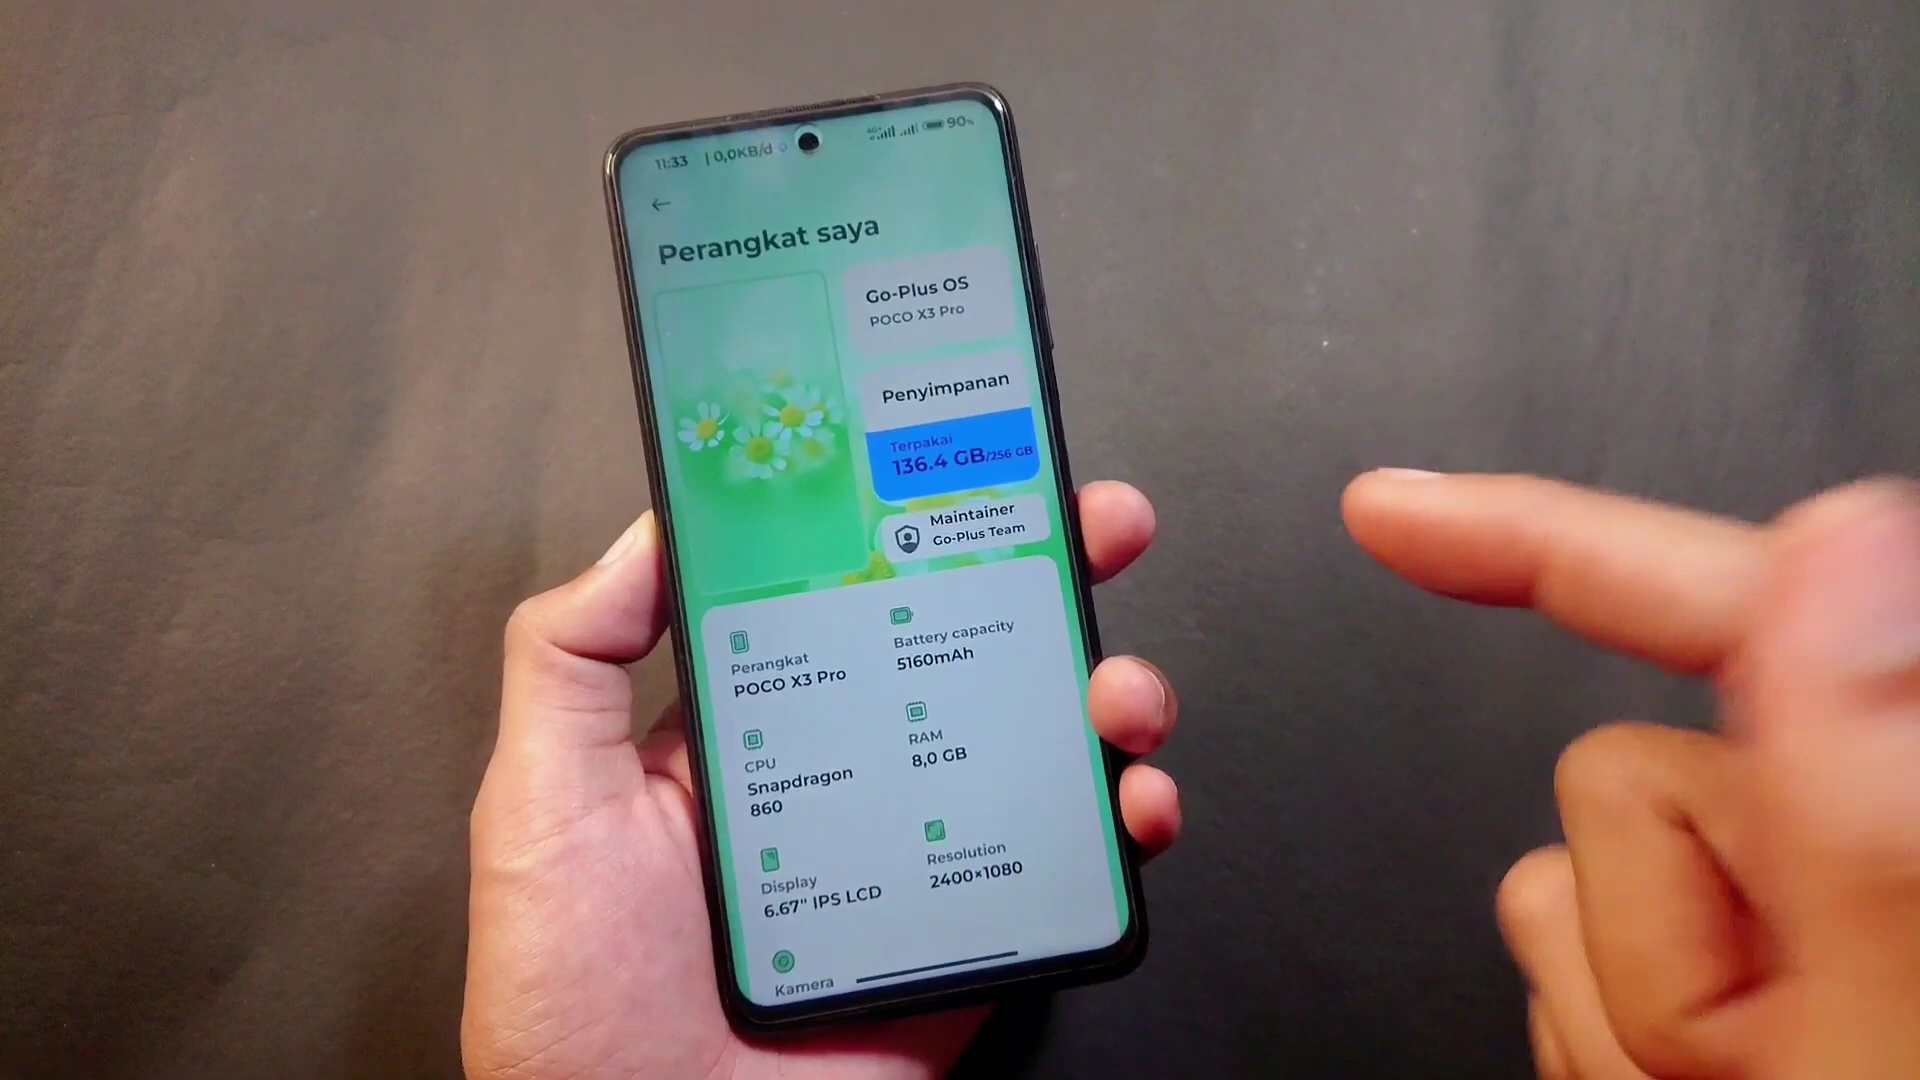 11:33 | 0,0KB/d 4G+ 90%
Perangkat saya
Go-Plus OS
POCO X3 Pro
Penyimpanan
Terpakai
136.4 GB/256 GB
Maintainer
Go-Plus Team
Perangkat
POCO X3 Pro
Battery capacity
5160mAh
CPU
Snapdragon
860
RAM
8,0 GB
Display
6.67" IPS LCD
Resolution
2400×1080
Kamera